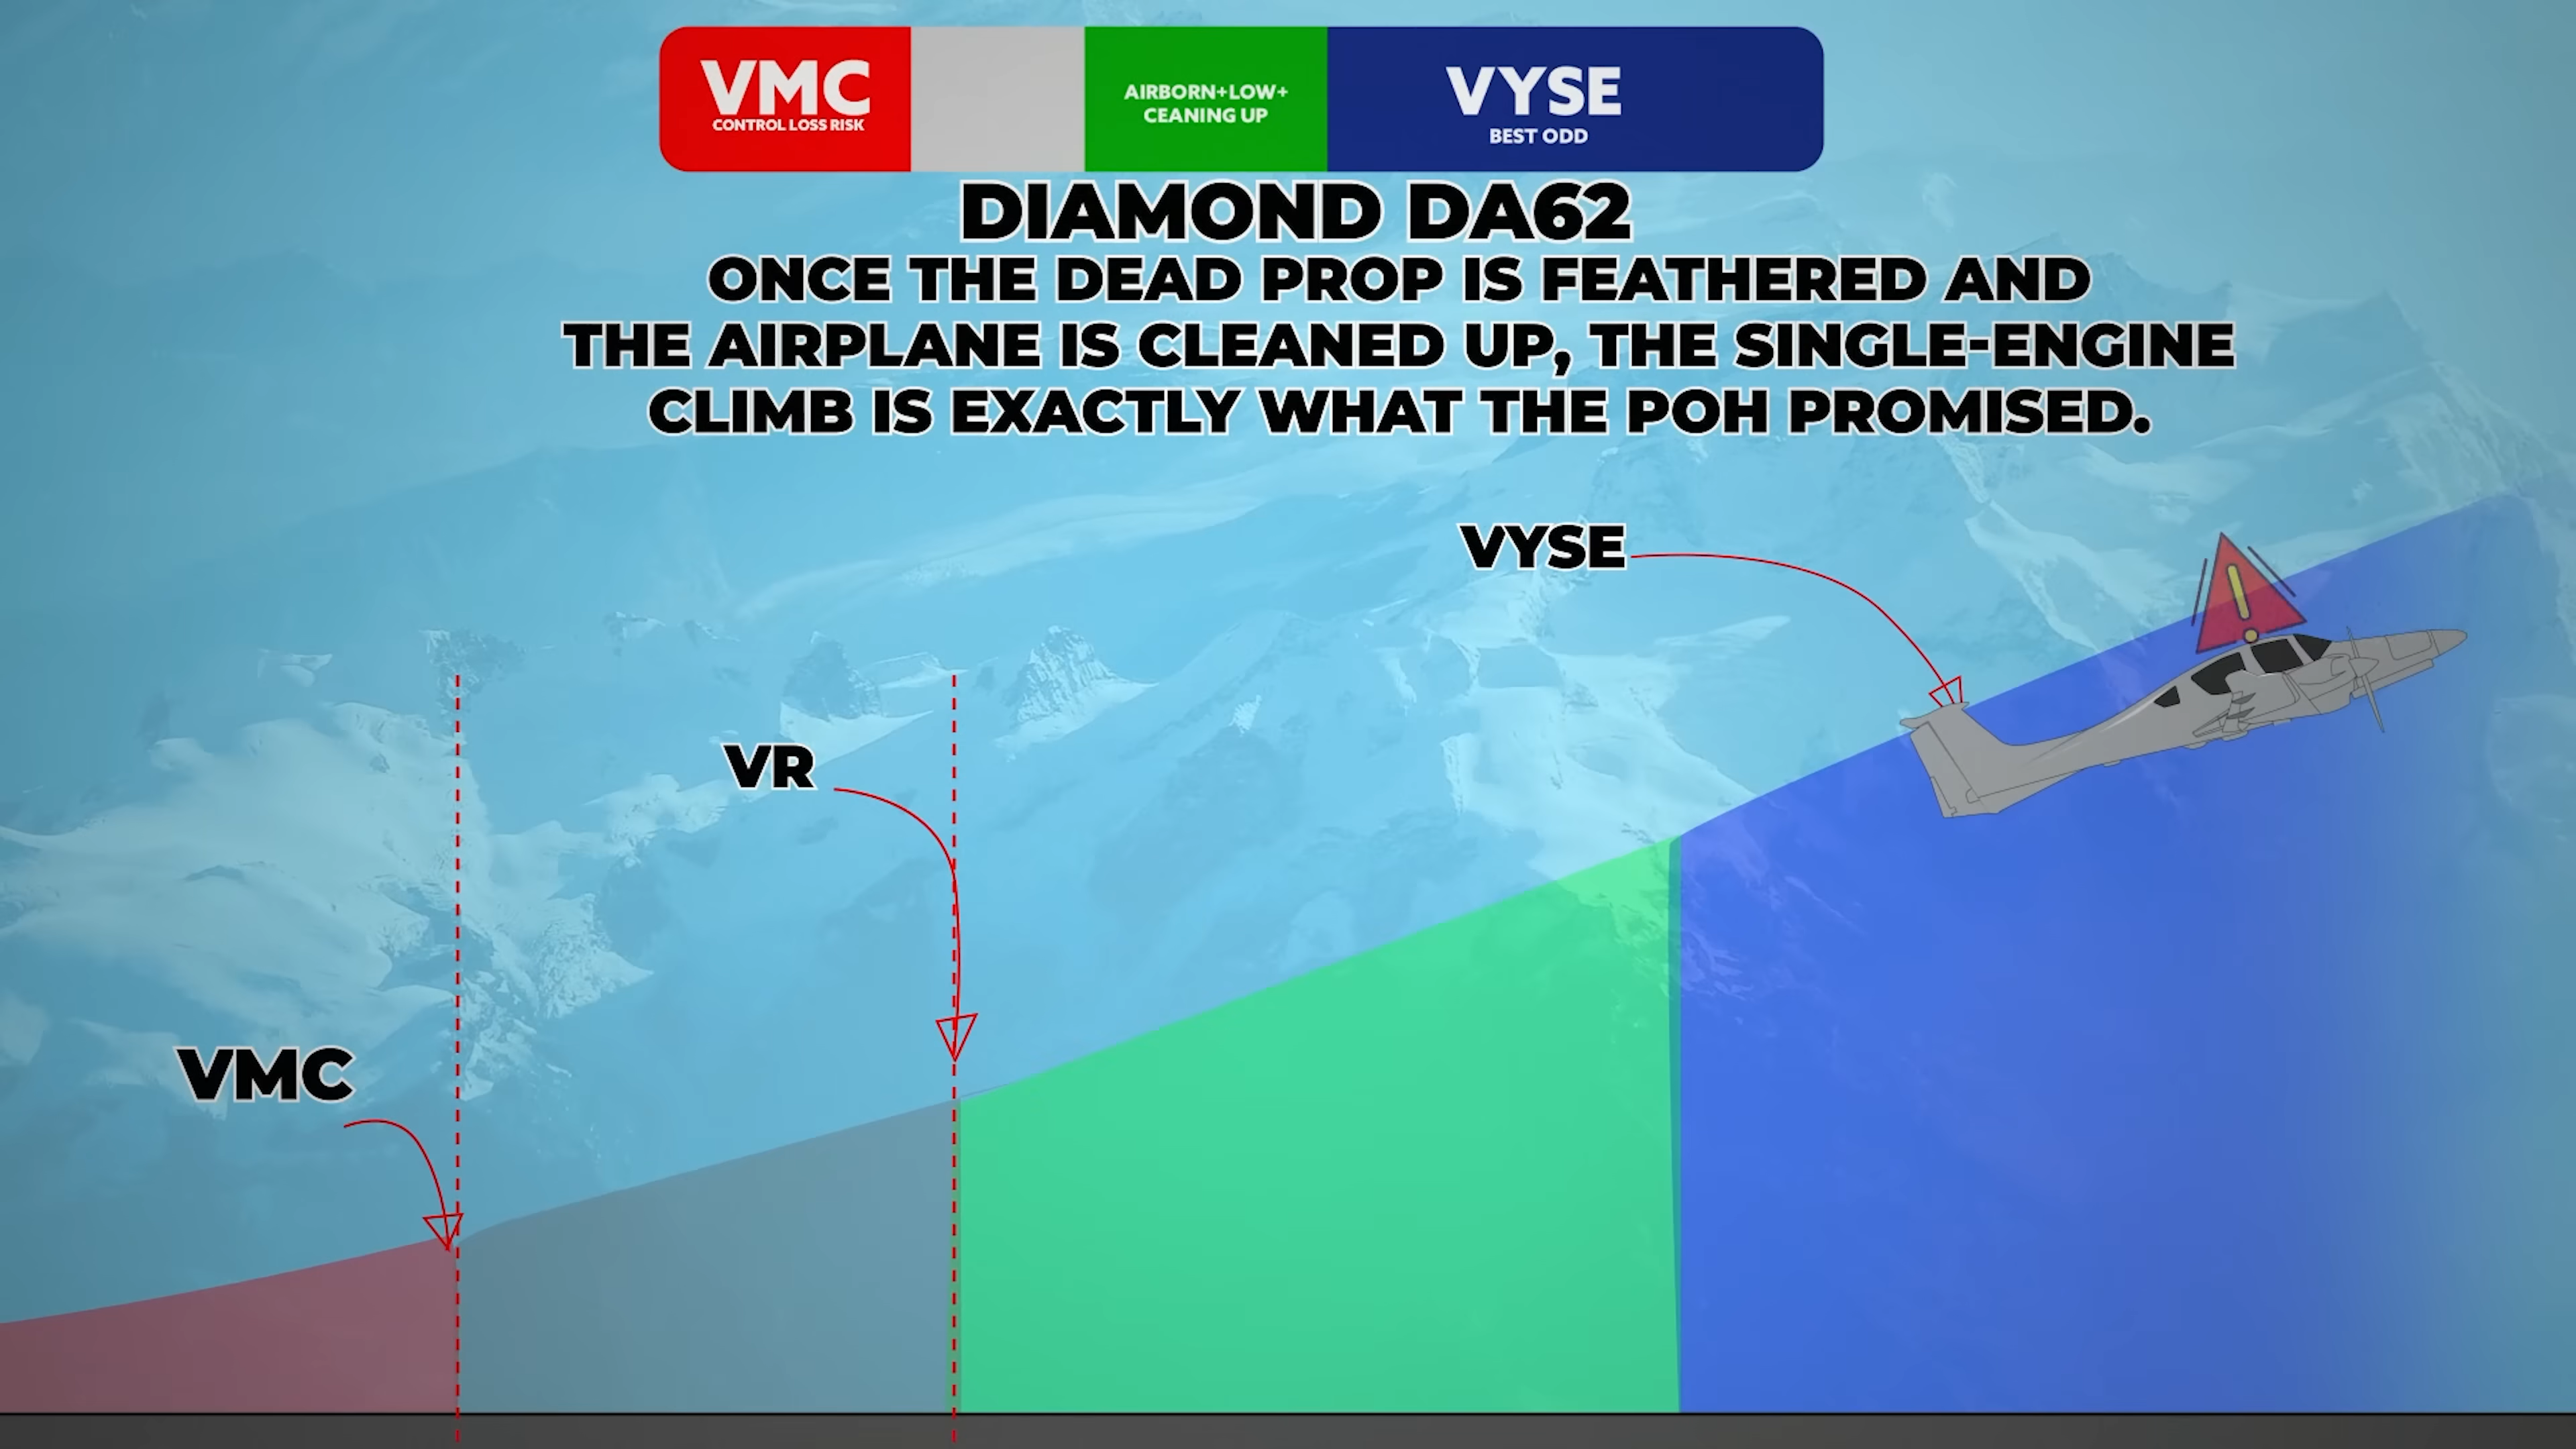 VMC
CONTROL LOSS RISK
AIRBORN+LOW+
CEANING UP
VYSE
BEST ODD
DIAMOND DA62
ONCE THE DEAD PROP IS FEATHERED AND
THE AIRPLANE IS CLEANED UP, THE SINGLE-ENGINE
CLIMB IS EXACTLY WHAT THE POH PROMISED.
VYSE
VR
VMC